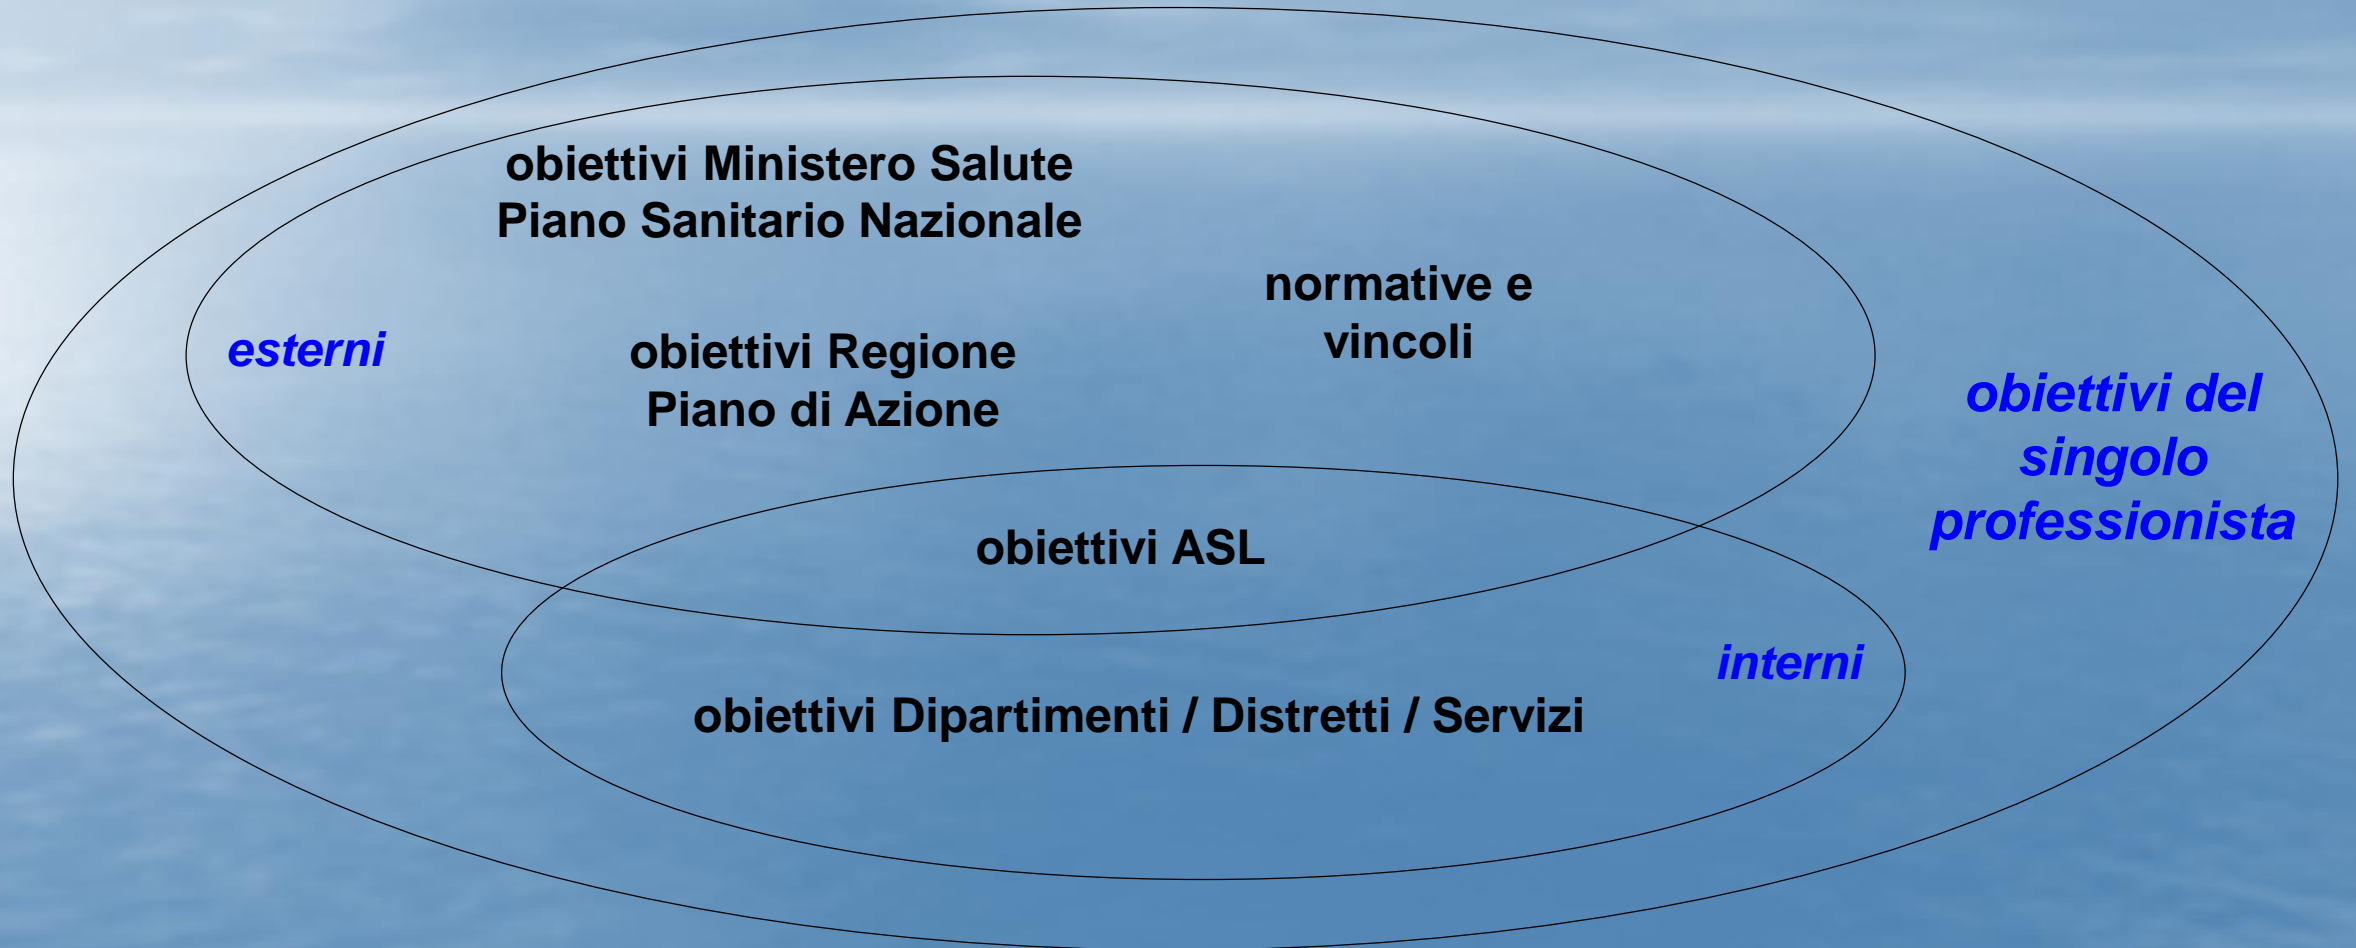 obiettivi Ministero Salute
Piano Sanitario Nazionale
normative e
vincoli
esterni
obiettivi Regione
Piano di Azione
obiettivi del
singolo
professionista
obiettivi ASL
interni
obiettivi Dipartimenti / Distretti / Servizi